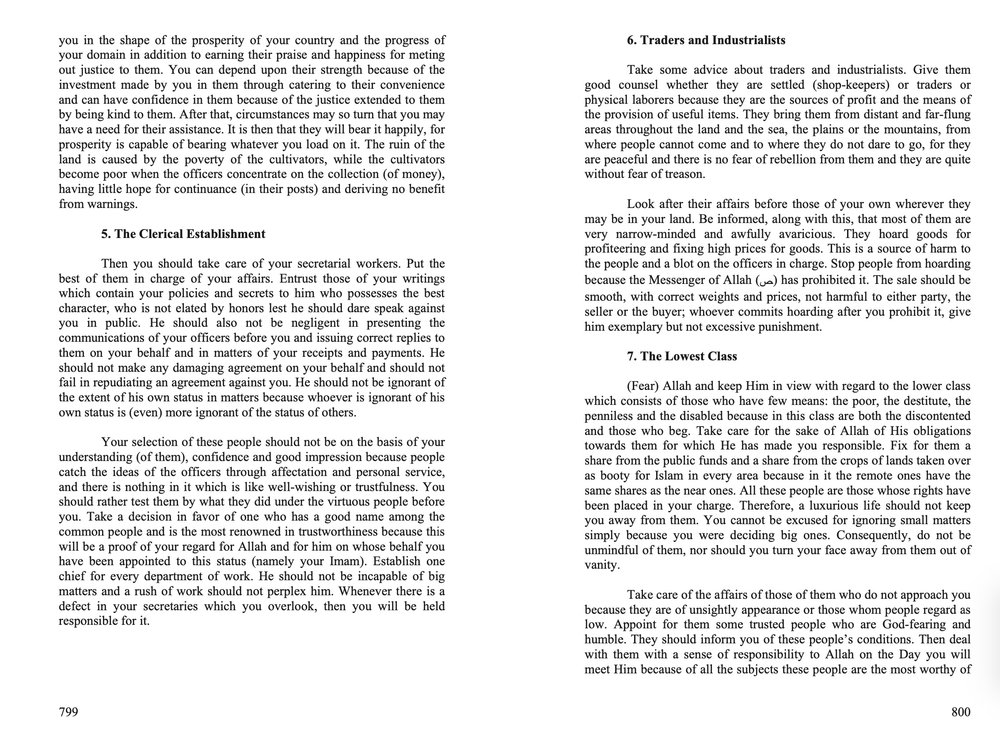 you in the shape of the prosperity of your country and the progress of
your domain in addition to earning their praise and happiness for meting
out justice to them. You can depend upon their strength because of the
investment made by you in them through catering to their convenience
and can have confidence in them because of the justice extended to them
by being kind to them. After that, circumstances may so turn that you may
have a need for their assistance. It is then that they will bear it happily, for
prosperity is capable of bearing whatever you load on it. The ruin of the
land is caused by the poverty of the cultivators, while the cultivators
become poor when the officers concentrate on the collection (of money),
having little hope for continuance (in their posts) and deriving no benefit
from warnings.
5. The Clerical Establishment
Then you should take care of your secretarial workers. Put the
best of them in charge of your affairs. Entrust those of your writings
which contain your policies and secrets to him who possesses the best
character, who is not elated by honors lest he should dare speak against
you in public. He should also not be negligent in presenting the
communications of your officers before you and issuing correct replies to
them on your behalf and in matters of your receipts and payments. He
should not make any damaging agreement on your behalf and should not
fail in repudiating an agreement against you. He should not be ignorant of
the extent of his own status in matters because whoever is ignorant of his
own status is (even) more ignorant of the status of others.
Your selection of these people should not be on the basis of your
understanding (of them), confidence and good impression because people
catch the ideas of the officers through affectation and personal service,
and there is nothing in it which is like well-wishing or trustfulness. You
should rather test them by what they did under the virtuous people before
you. Take a decision in favor of one who has a good name among the
common people and is the most renowned in trustworthiness because this
will be a proof of your regard for Allah and for him on whose behalf you
have been appointed to this status (namely your Imam). Establish one
chief for every department of work. He should not be incapable of big
matters and a rush of work should not perplex him. Whenever there is a
defect in your secretaries which you overlook, then you will be held
responsible for it.
799
6. Traders and Industrialists
Take some advice about traders and industrialists. Give them
good counsel whether they are settled (shop-keepers) or traders or
physical laborers because they are the sources of profit and the means of
the provision of useful items. They bring them from distant and far-flung
areas throughout the land and the sea, the plains or the mountains, from
where people cannot come and to where they do not dare to go, for they
are peaceful and there is no fear of rebellion from them and they are quite
without fear of treason.
Look after their affairs before those of your own wherever they
may be in your land. Be informed, along with this, that most of them are
very narrow-minded and awfully avaricious. They hoard goods for
profiteering and fixing high prices for goods. This is a source of harm to
the people and a blot on the officers in charge. Stop people from hoarding
because the Messenger of Allah (ص) has prohibited it. The sale should be
smooth, with correct weights and prices, not harmful to either party, the
seller or the buyer; whoever commits hoarding after you prohibit it, give
him exemplary but not excessive punishment.
7. The Lowest Class
(Fear) Allah and keep Him in view with regard to the lower class
which consists of those who have few means: the poor, the destitute, the
penniless and the disabled because in this class are both the discontented
and those who beg. Take care for the sake of Allah of His obligations
towards them for which He has made you responsible. Fix for them a
share from the public funds and a share from the crops of lands taken over
as booty for Islam in every area because in it the remote ones have the
same shares as the near ones. All these people are those whose rights have
been placed in your charge. Therefore, a luxurious life should not keep
you away from them. You cannot be excused for ignoring small matters
simply because you were deciding big ones. Consequently, do not be
unmindful of them, nor should you turn your face away from them out of
vanity.
Take care of the affairs of those of them who do not approach you
because they are of unsightly appearance or those whom people regard as
low. Appoint for them some trusted people who are God-fearing and
humble. They should inform you of these people’s conditions. Then deal
with them with a sense of responsibility to Allah on the Day you will
meet Him because of all the subjects these people are the most worthy of
800